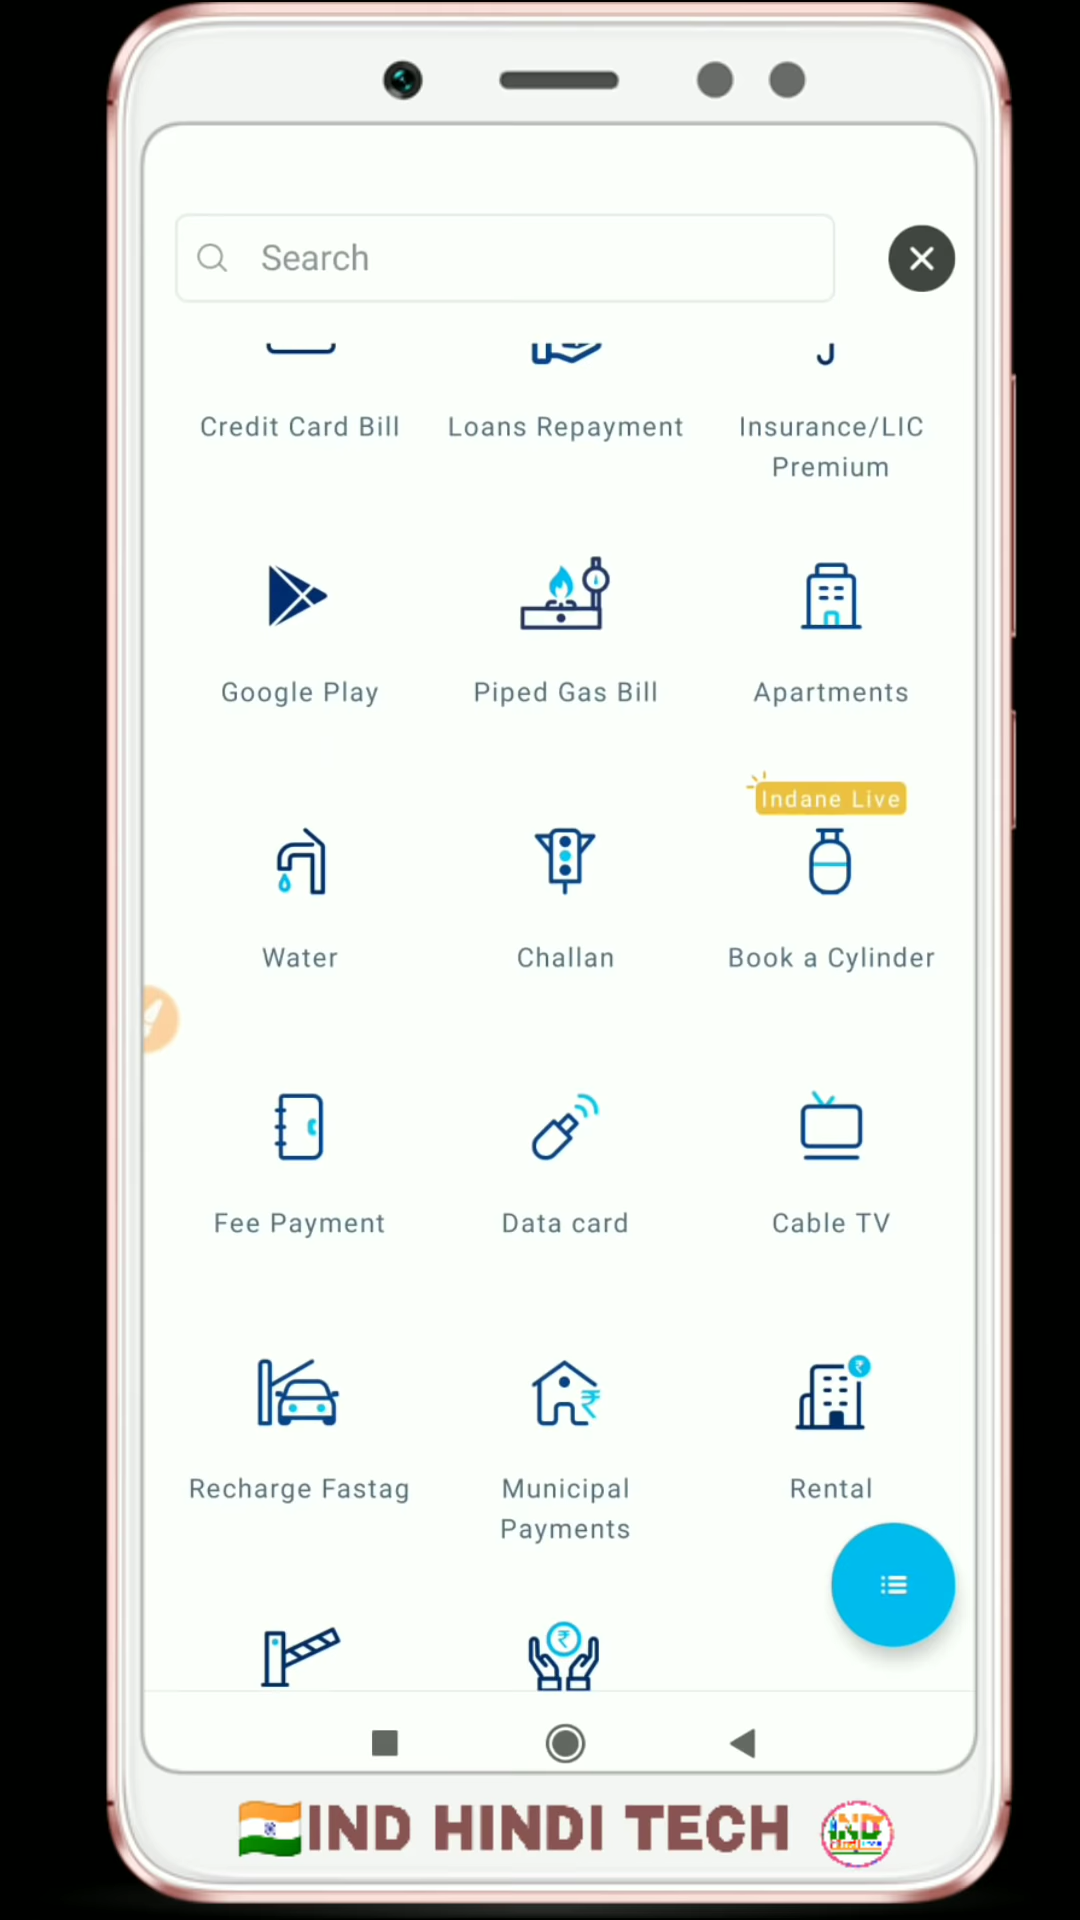 Search
Credit Card Bill
Loans Repayment
Insurance/LIC
Premium
Google Play
Piped Gas Bill
Apartments
Indane Live
Water
Challan
Book a Cylinder
Fee Payment
Data card
Cable TV
Recharge Fastag
Municipal
Payments
Rental
IND HINDI TECH
IND